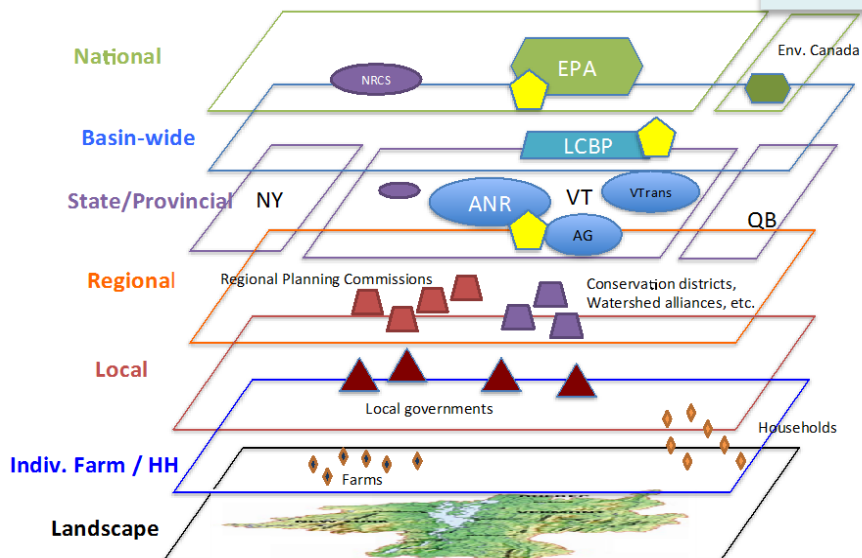 National
Env. Canada
NRCS
EPA
Basin-wide
LCBP
State/Provincial
NY
ANR
VT
VTrans
AG
QB
Regional
Regional Planning Commissions
Conservation districts,
Watershed alliances, etc.
Local
Local governments
Households
Indiv. Farm / HH
Farms
Landscape